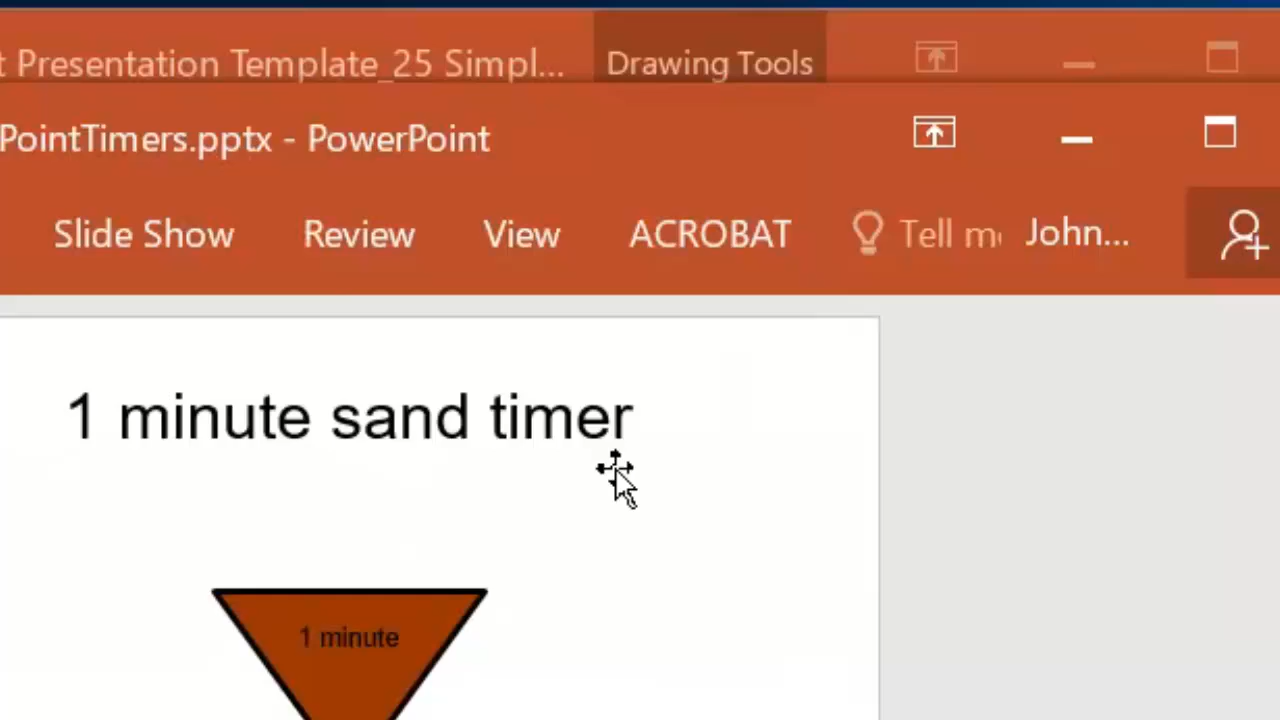 t Presentation Template_25 Simpl... Drawing Tools
PointTimers.pptx - PowerPoint
Slide Show Review View ACROBAT Tell me John...
1 minute sand timer
1 minute